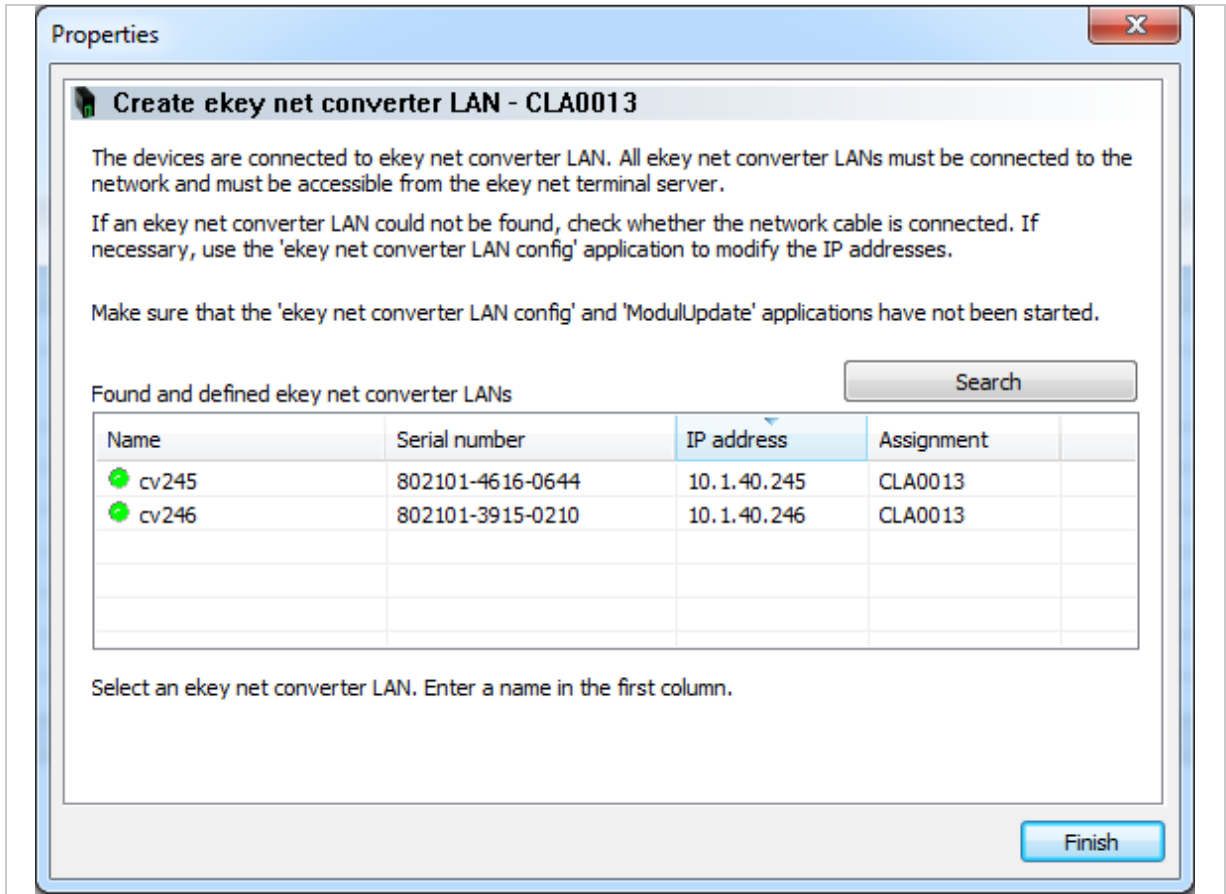 Properties
Create ekey net converter LAN - CLA0013
The devices are connected to ekey net converter LAN. All ekey net converter LANs must be connected to the
network and must be accessible from the ekey net terminal server.
If an ekey net converter LAN could not be found, check whether the network cable is connected. If
necessary, use the 'ekey net converter LAN config' application to modify the IP addresses.
Make sure that the 'ekey net converter LAN config' and 'ModulUpdate' applications have not been started.
Search
Found and defined ekey net converter LANs
Name Serial number IP address Assignment
cv245 802101-4616-0644 10.1.40.245 CLA0013
cv246 802101-3915-0210 10.1.40.246 CLA0013
Select an ekey net converter LAN. Enter a name in the first column.
Finish